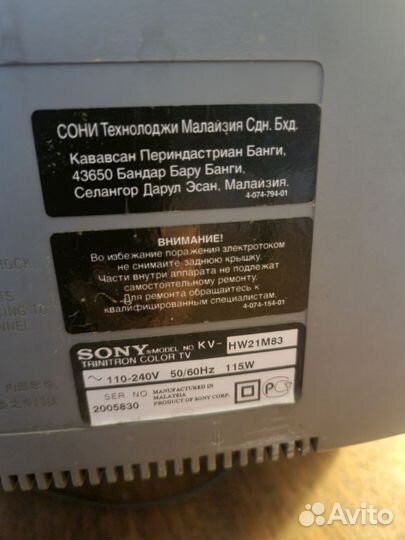 СОНИ Технолоджи Малайзия Сдн. Бхд.
Кававсан Периндастриан Банги,
43650 Бандар Бару Банги,
Селангор Дарул Эсан, Малайзия.
4-074-794-01
ВНИМАНИЕ!
Во избежание поражения электротоком
не снимайте заднюю крышку.
Части внутри аппарата не подлежат
самостоятельному ремонту.
Для ремонта обращайтесь к
квалифицированным специалистам.
4-074-154-01
SONY ® MODEL NO. KV- HW21M83
TRINITRON COLOR TV
~ 110-240V 50/60Hz 115W
SER. NO. MANUFACTURED IN
MALAYSIA
2005830 PRODUCT OF SONY CORP.
Avito